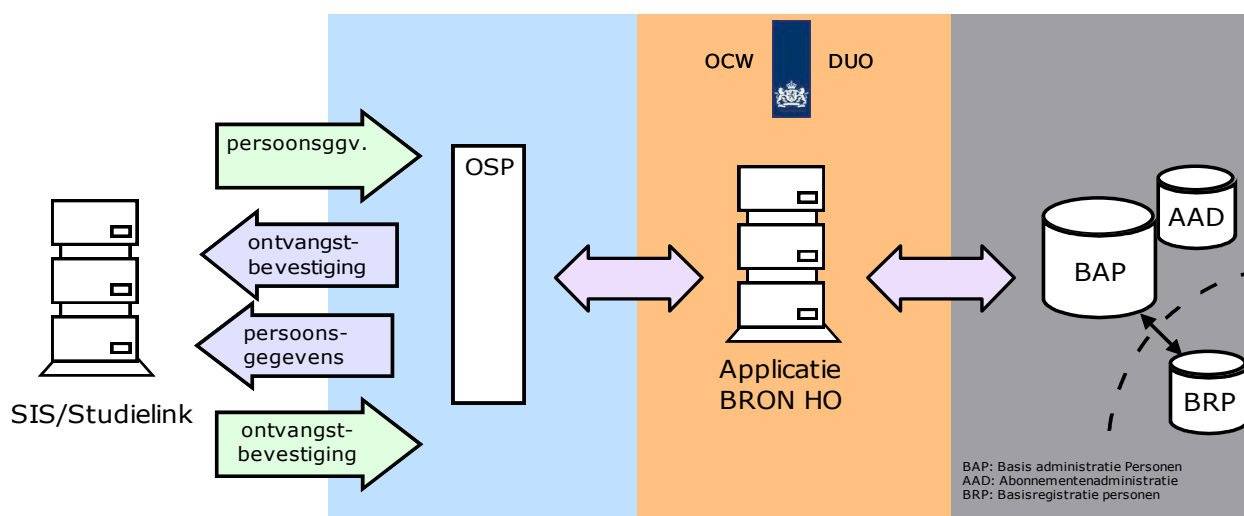 OCW
DUO
persoonsggv.
OSP
ontvangst-
bevestiging
persoons-
gegevens
ontvangst-
bevestiging
SIS/Studielink
Applicatie
BRON HO
AAD
BAP
BRP
BAP: Basis administratie Personen
AAD: Abonnementenadministratie
BRP: Basisregistratie personen